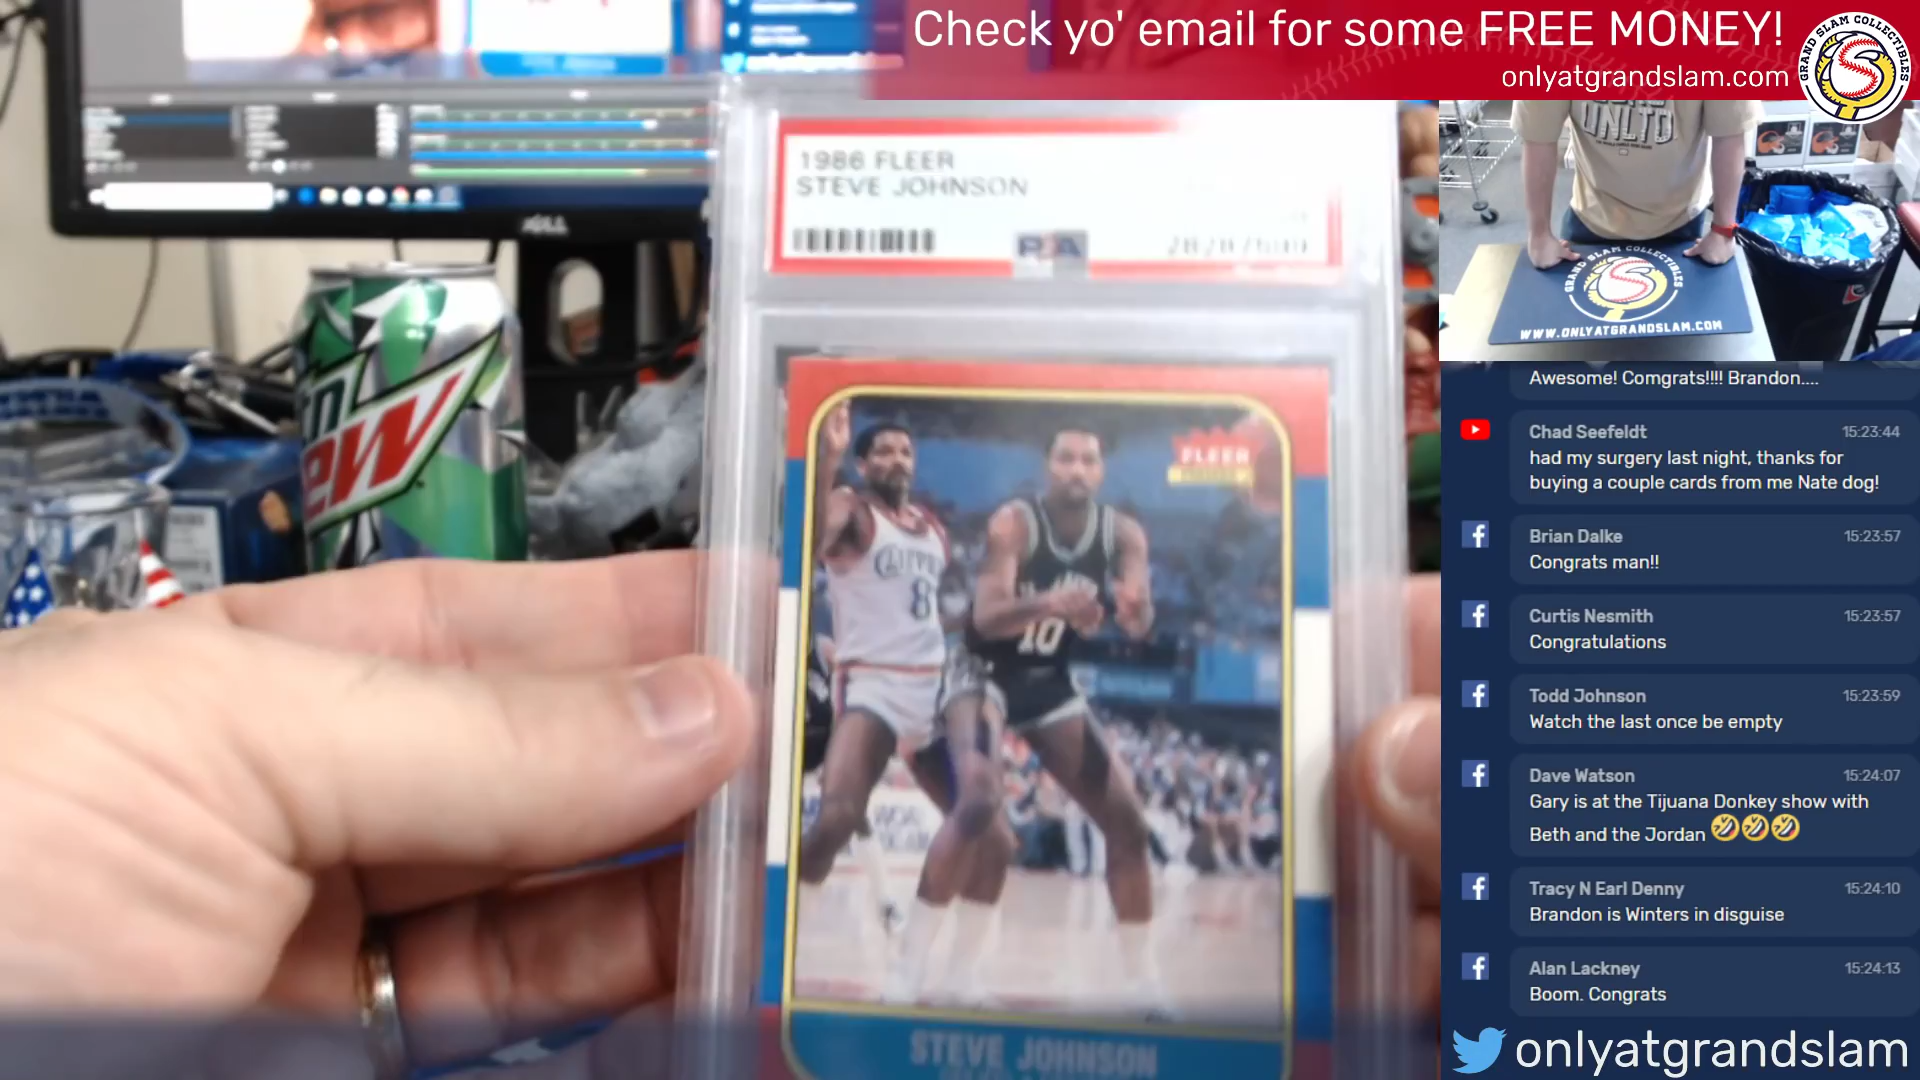 Check yo' email for some FREE MONEY!
onlyatgrandslam.com
GRAND SLAM COLLECTIBLES
1986 FLEER
STEVE JOHNSON
PSA
DELL
FLEER
8
10
STEVE JOHNSON
Dew
UNLTD.
GRAND SLAM COLLECTIBLES
WWW.ONLYATGRANDSLAM.COM
Awesome! Comgrats!!!! Brandon....
Chad Seefeldt 15:23:44
had my surgery last night, thanks for
buying a couple cards from me Nate dog!
Brian Dalke 15:23:57
Congrats man!!
Curtis Nesmith 15:23:57
Congratulations
Todd Johnson 15:23:59
Watch the last once be empty
Dave Watson 15:24:07
Gary is at the Tijuana Donkey show with
Beth and the Jordan 🤣🤣🤣
Tracy N Earl Denny 15:24:10
Brandon is Winters in disguise
Alan Lackney 15:24:13
Boom. Congrats
onlyatgrandslam